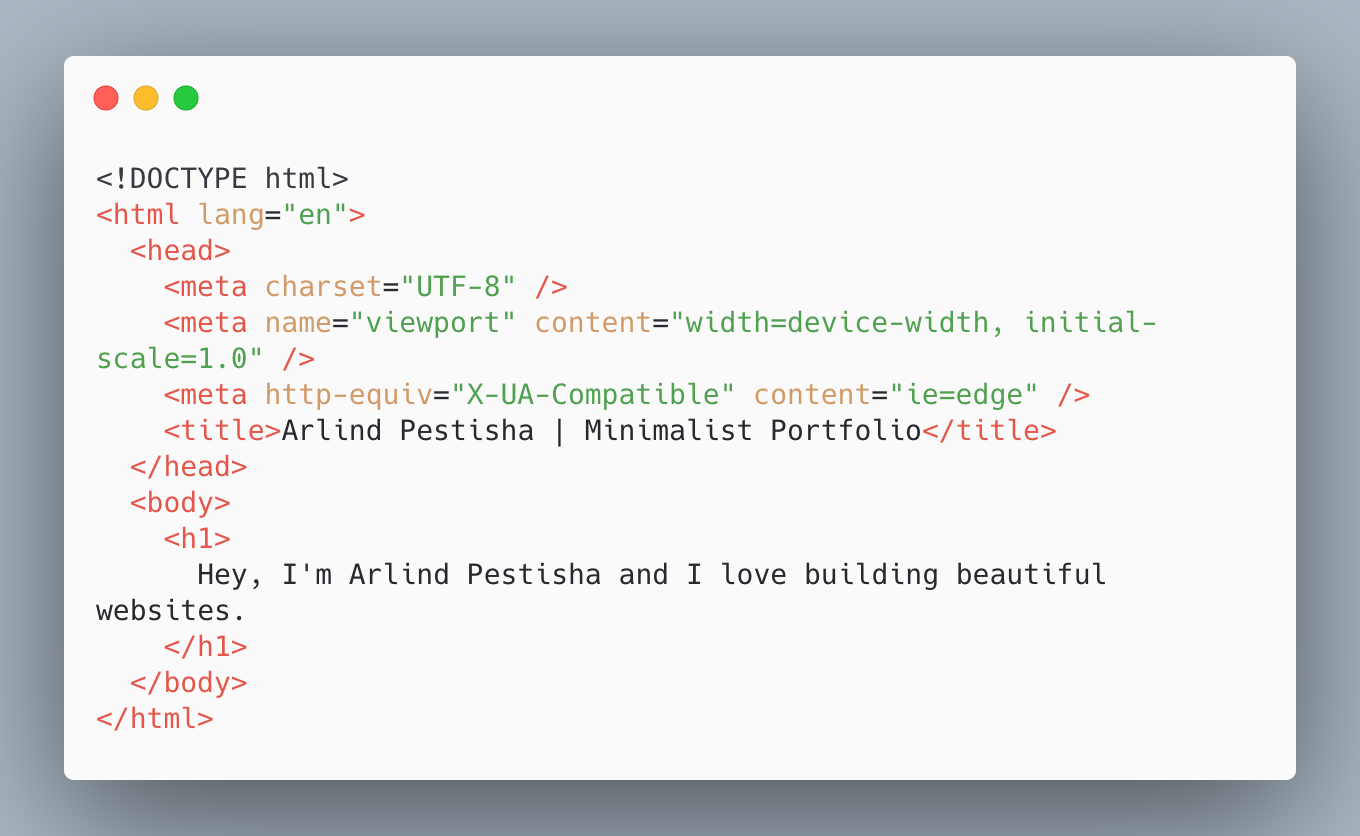 <!DOCTYPE html>
<html lang="en">
  <head>
    <meta charset="UTF-8" />
    <meta name="viewport" content="width=device-width, initial-
scale=1.0" />
    <meta http-equiv="X-UA-Compatible" content="ie=edge" />
    <title>Arlind Pestisha | Minimalist Portfolio</title>
  </head>
  <body>
    <h1>
      Hey, I'm Arlind Pestisha and I love building beautiful
websites.
    </h1>
  </body>
</html>